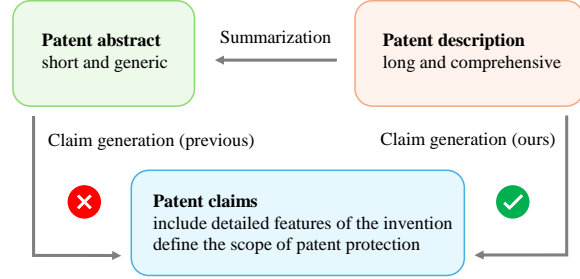 Patent abstract
short and generic
Summarization
Patent description
long and comprehensive
Claim generation (previous)
Claim generation (ours)
Patent claims
include detailed features of the invention
define the scope of patent protection